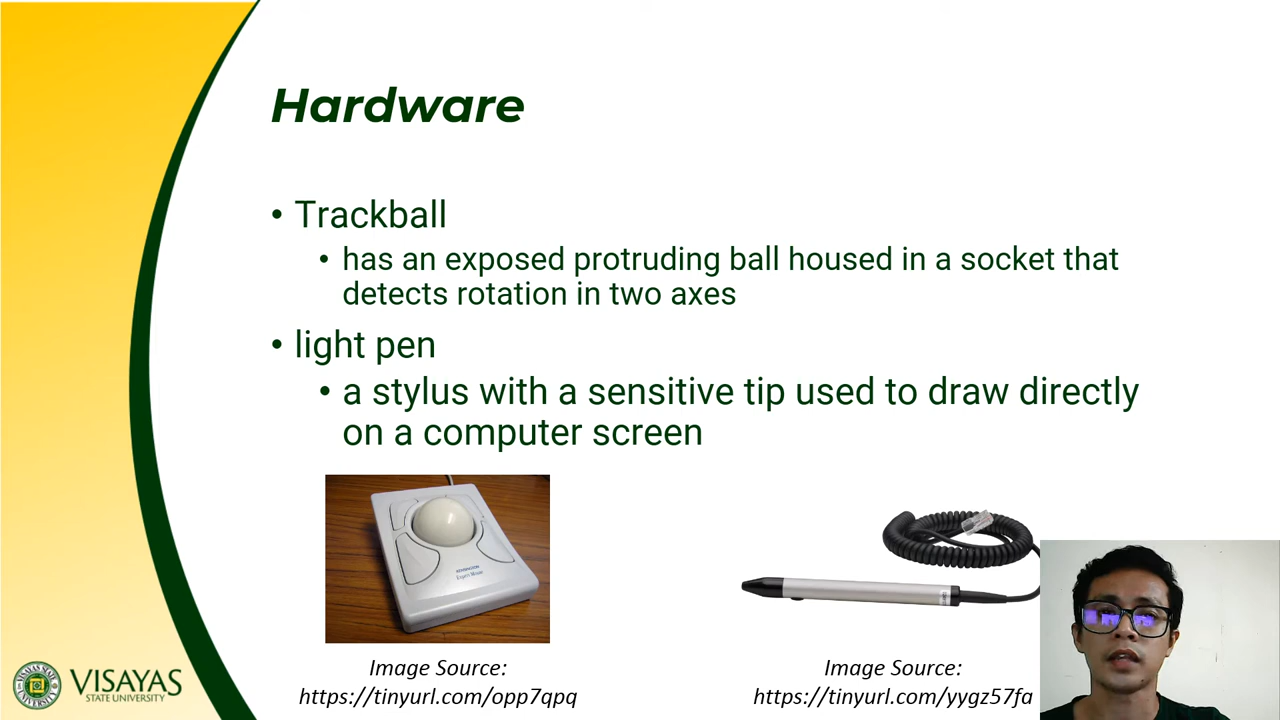 Hardware
• Trackball
• has an exposed protruding ball housed in a socket that
detects rotation in two axes
• light pen
• a stylus with a sensitive tip used to draw directly
on a computer screen
Expert Mouse
Image Source:
https://tinyurl.com/opp7qpq
Image Source:
https://tinyurl.com/yygz57fa
VISAYAS
STATE UNIVERSITY